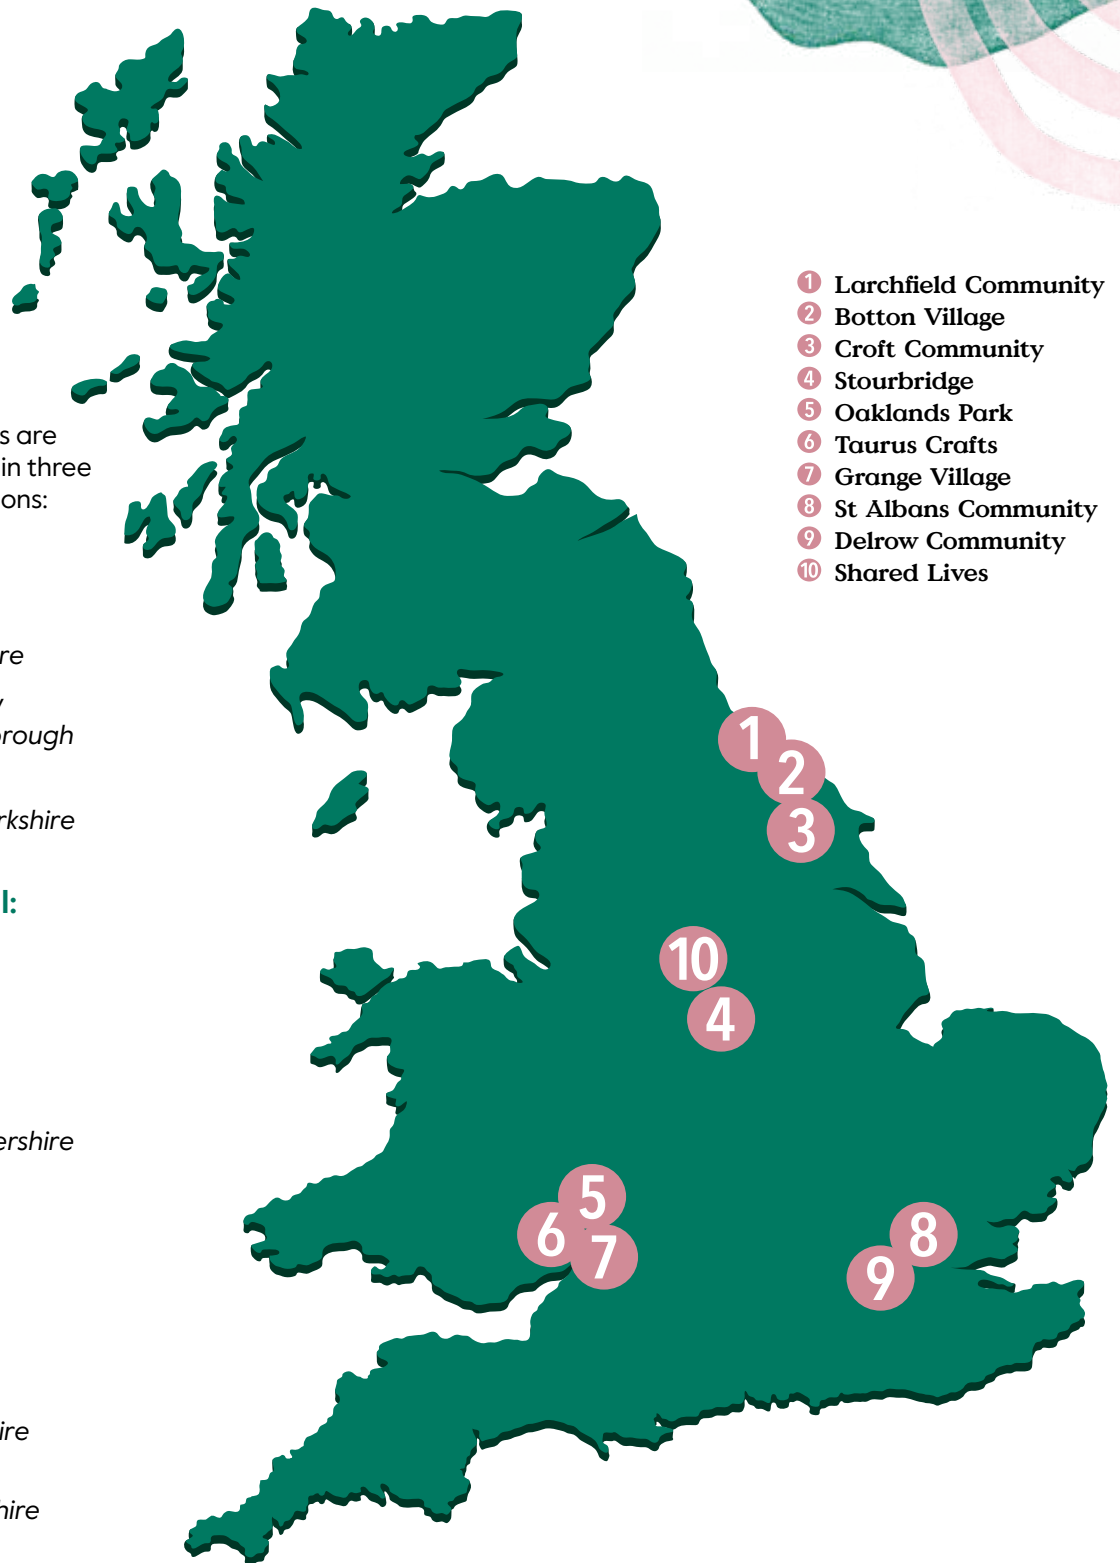 s are
in three
ons:
re
y
rough
rkshire
l:
ershire
ire
hire
1 Larchfield Community
2 Botton Village
3 Croft Community
4 Stourbridge
5 Oaklands Park
6 Taurus Crafts
7 Grange Village
8 St Albans Community
9 Delrow Community
10 Shared Lives
1
2
3
10
4
5
6
7
8
9